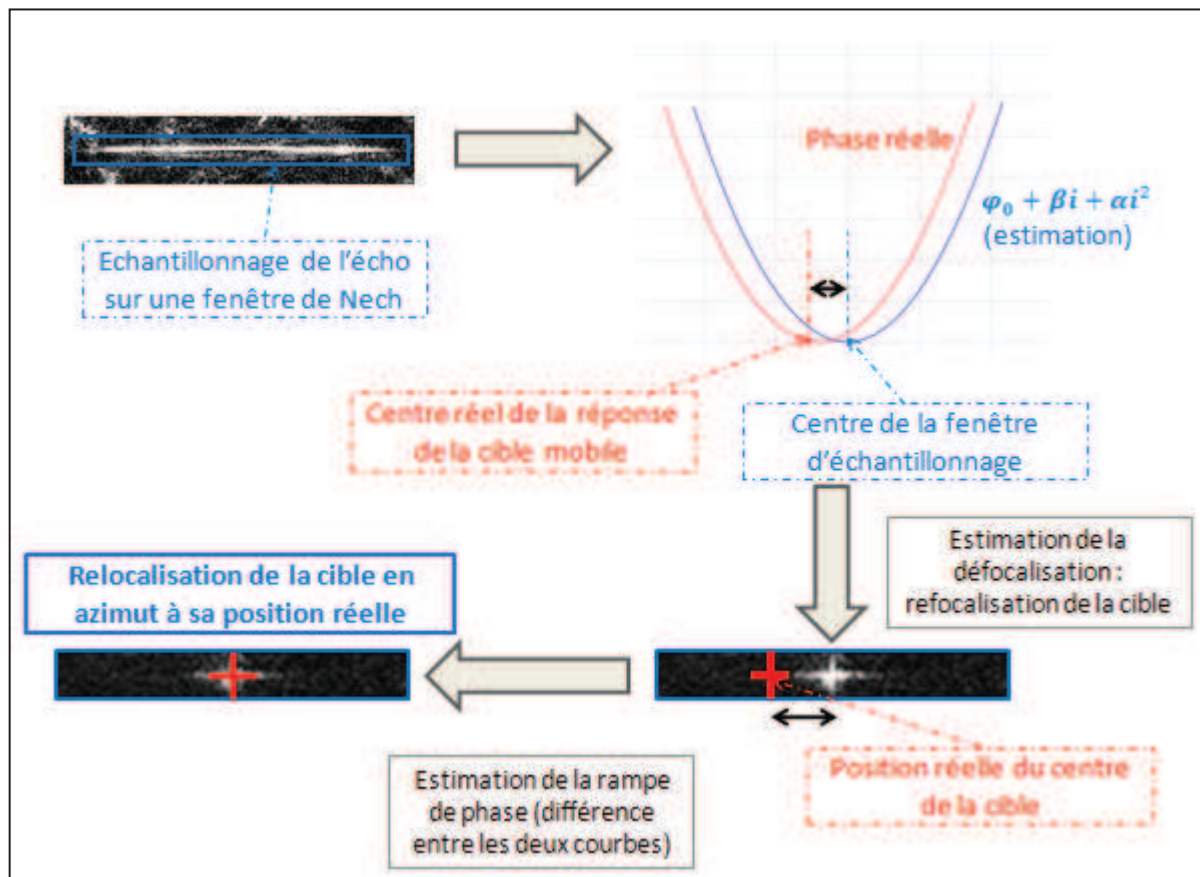 Phase réelle
φ₀ + βi + αi²
(estimation)
Echantillonnage de l'écho
sur une fenêtre de Nech
Centre réel de la réponse
de la cible mobile
Centre de la fenêtre
d'échantillonnage
Estimation de la
défocalisation :
refocalisation de la cible
Relocalisation de la cible en
azimut à sa position réelle
Estimation de la rampe
de phase (différence
entre les deux courbes)
Position réelle du centre
de la cible